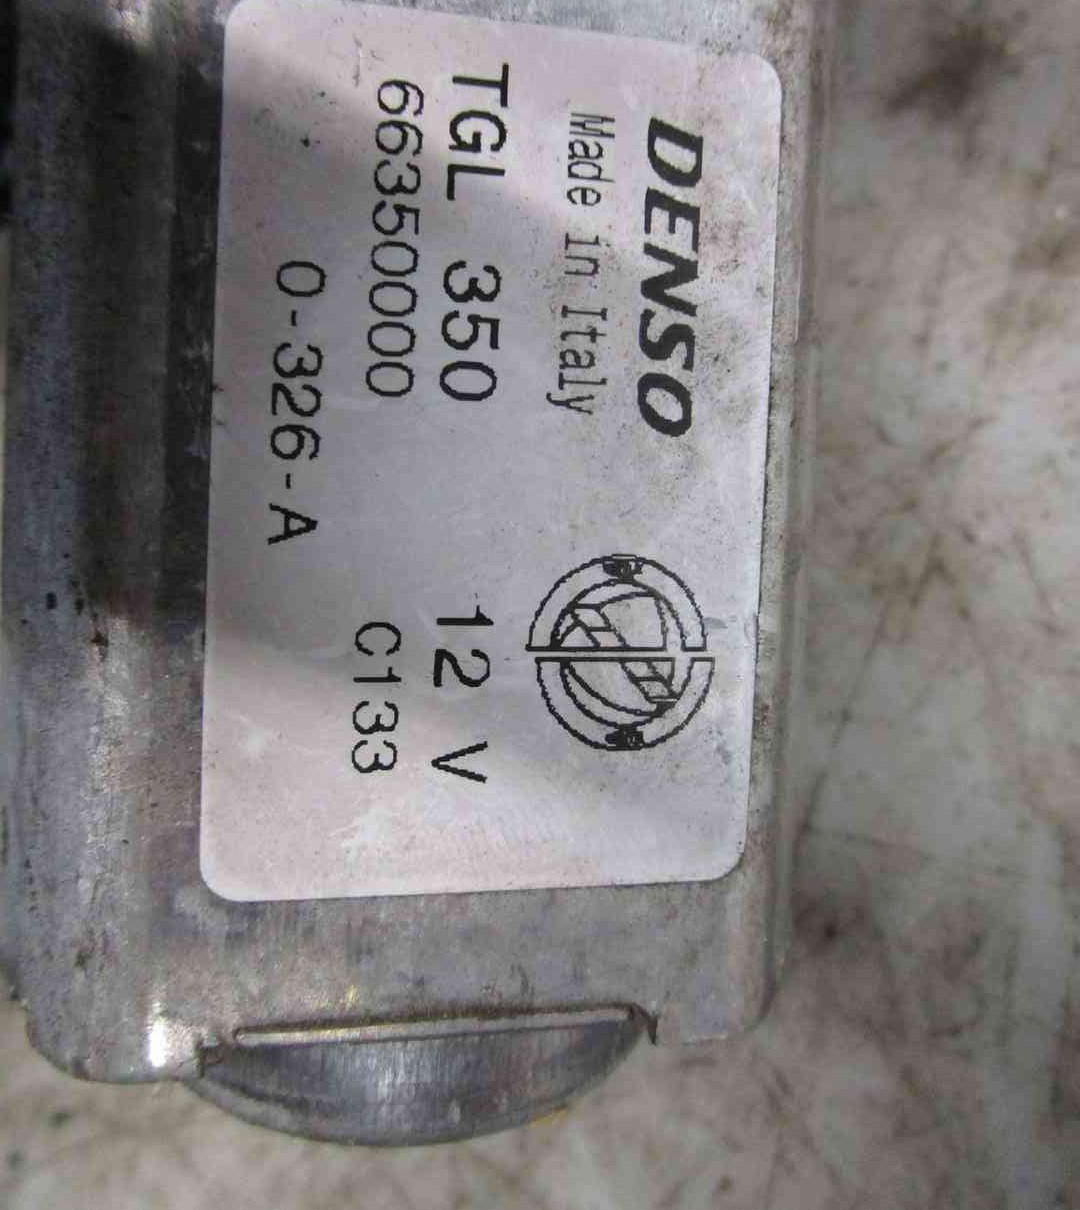 DENSO
Made in Italy
TGL 350 12 V
66350000 C133
0-326-A